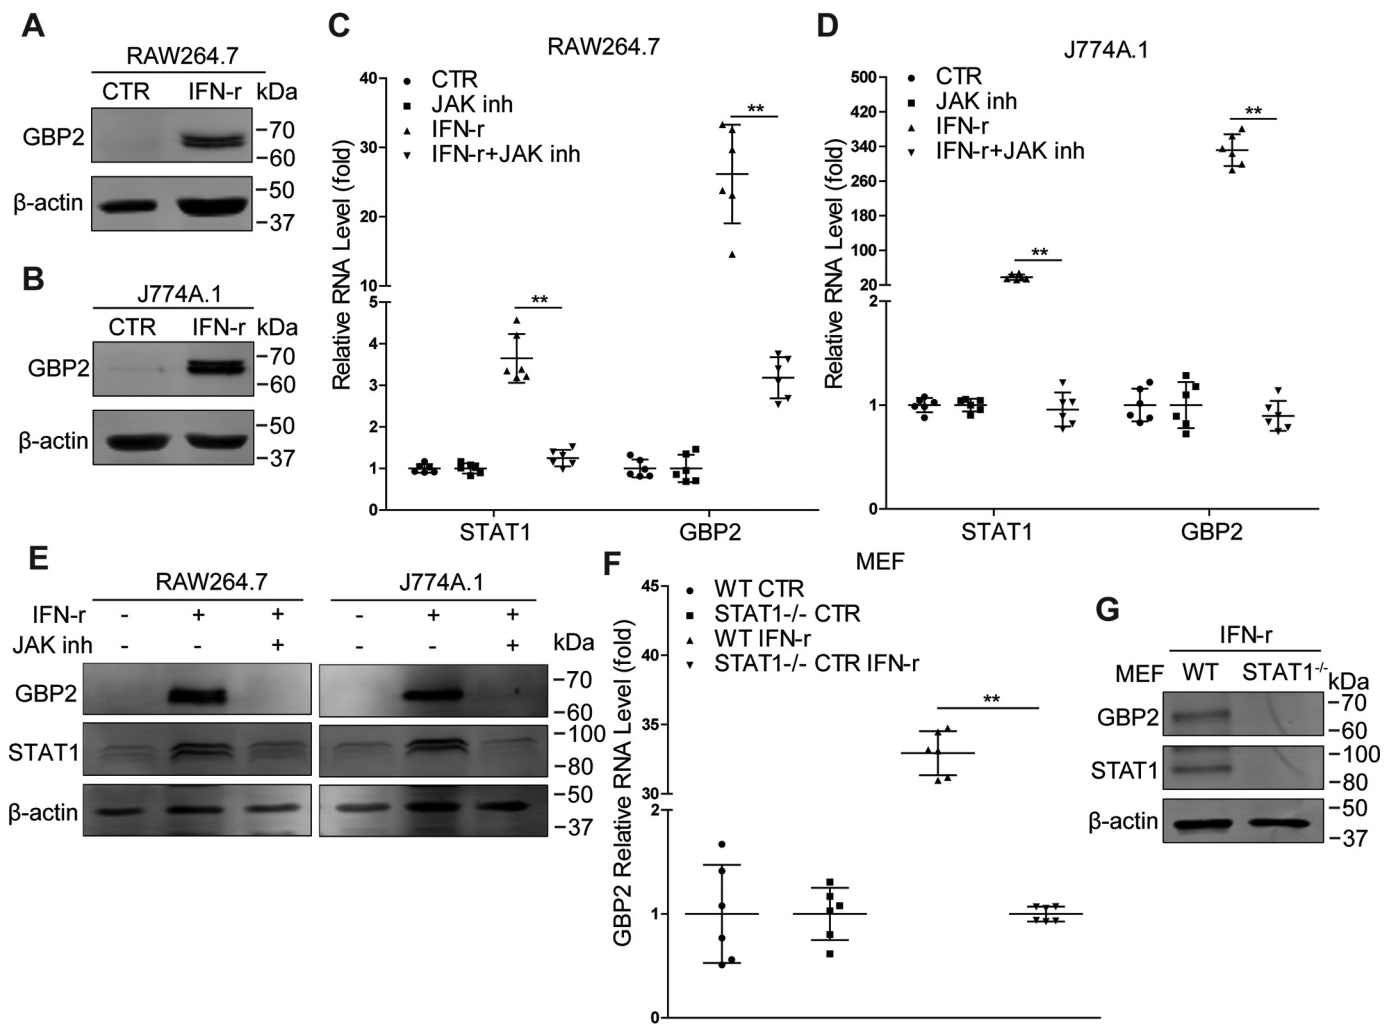 A
RAW264.7
CTR IFN-r kDa
GBP2
-70
-60
β-actin
-50
-37
B
J774A.1
CTR IFN-r kDa
GBP2
-70
-60
β-actin
-50
-37
C
RAW264.7
Relative RNA Level (fold)
CTR
JAK inh
IFN-r
IFN-r+JAK inh
40
30
20
10
5
4
3
2
1
0
**
**
STAT1 GBP2
D
J774A.1
Relative RNA Level (fold)
CTR
JAK inh
IFN-r
IFN-r+JAK inh
500
420
340
260
180
100
20
2
1
0
**
**
STAT1 GBP2
E
RAW264.7 J774A.1
IFN-r - + + - + +
JAK inh - - + - - + kDa
GBP2
-70
-60
STAT1
-100
-80
β-actin
-50
-37
F
MEF
GBP2 Relative RNA Level (fold)
WT CTR
STAT1-/- CTR
WT IFN-r
STAT1-/- CTR IFN-r
45
40
35
30
2
1
0
**
G
IFN-r
MEF WT STAT1-/- kDa
GBP2
-70
-60
STAT1
-100
-80
β-actin
-50
-37